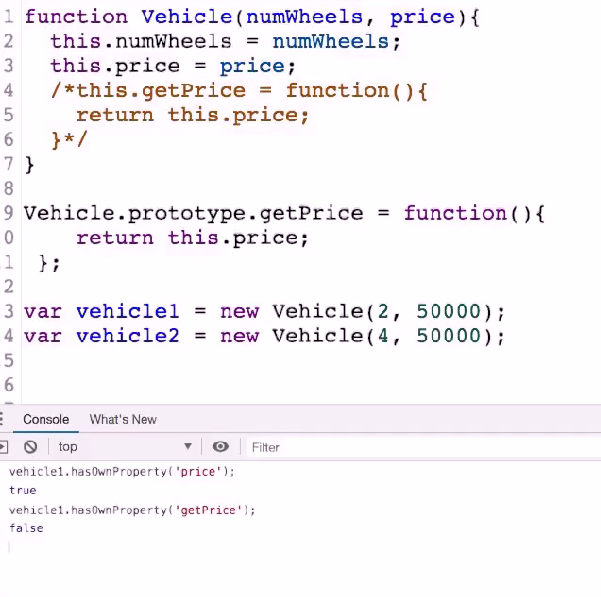 1 function Vehicle(numWheels, price){
2 this.numWheels = numWheels;
3 this.price = price;
4 /*this.getPrice = function(){
5 return this.price;
6 }*/
7 }
8
9 Vehicle.prototype.getPrice = function(){
0 return this.price;
1 };
2
3 var vehicle1 = new Vehicle(2, 50000);
4 var vehicle2 = new Vehicle(4, 50000);
5
6
Console What's New
top Filter
vehicle1.hasOwnProperty('price');
true
vehicle1.hasOwnProperty('getPrice');
false